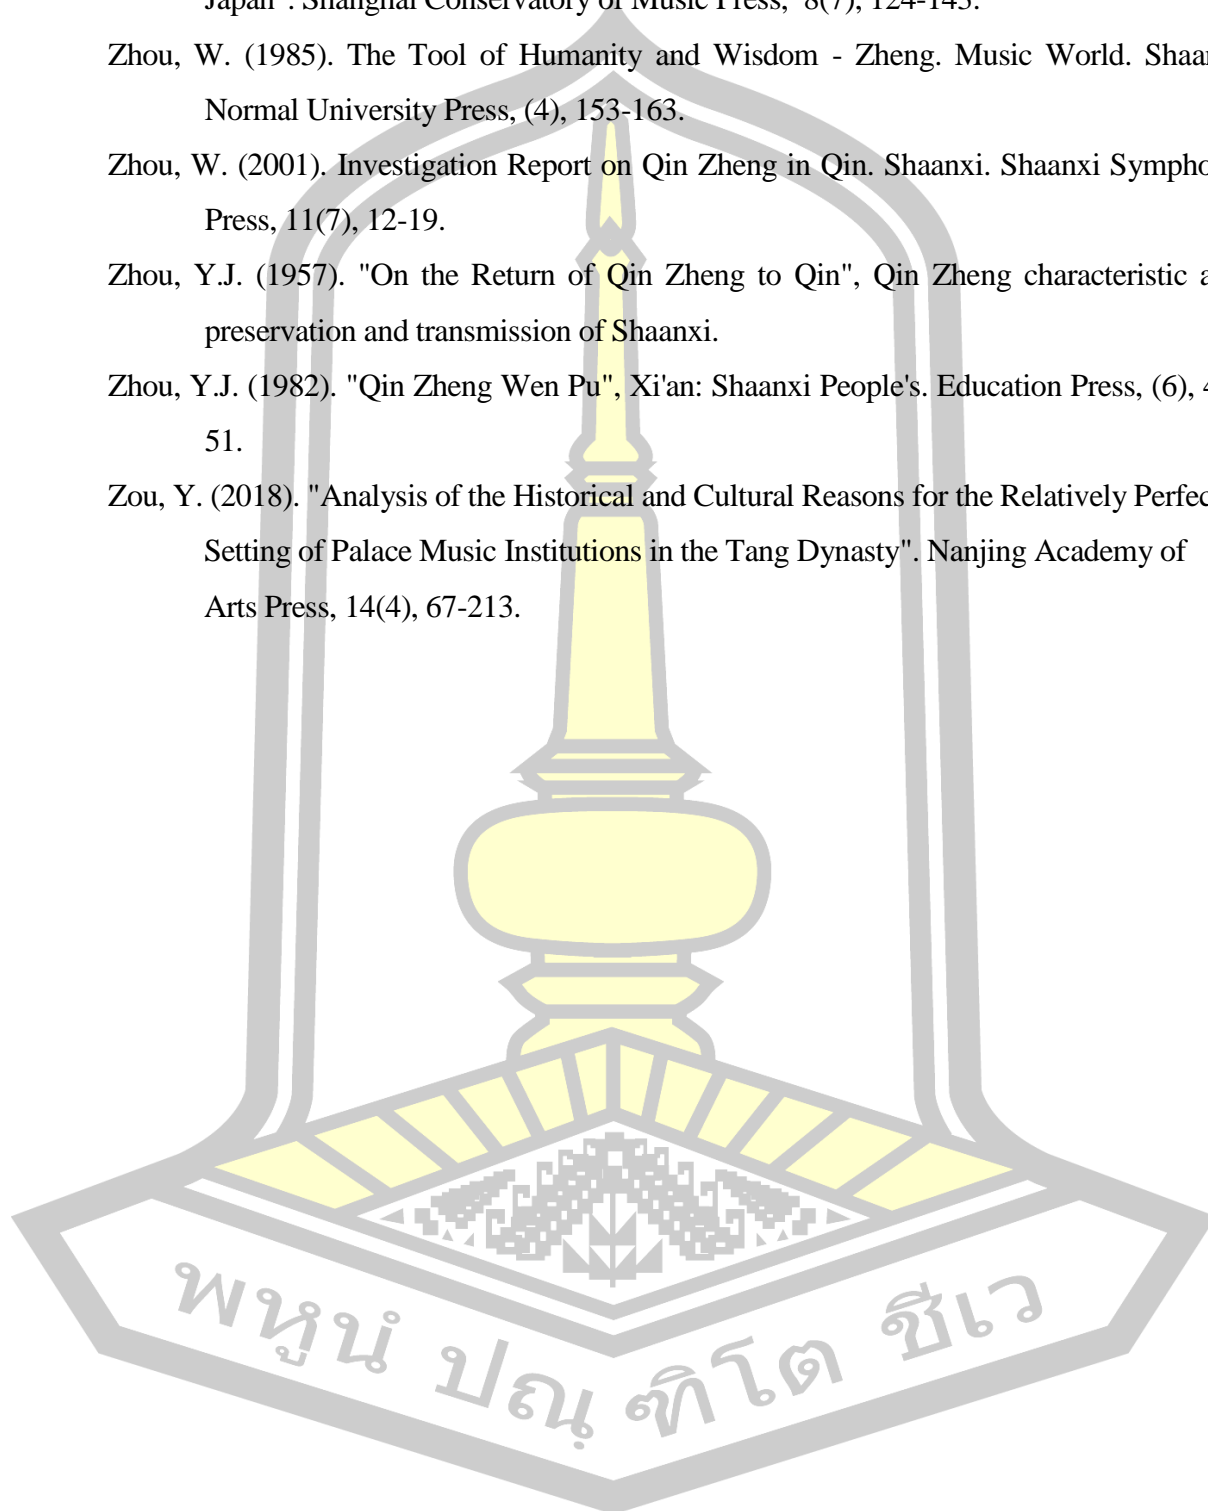 Japan". Shanghai Conservatory of Music Press, 8(7), 124-145.
Zhou, W. (1985). The Tool of Humanity and Wisdom - Zheng. Music World.
Normal University Press, (4), 153-163.
Zhou, W. (2001). Investigation Report on Qin Zheng in Qin. Shaanxi. Shaanxi
Press, 11(7), 12-19.
Zhou, Y.J. (1957). "On the Return of Qin Zheng to Qin", Qin Zheng characteristic
preservation and transmission of Shaanxi.
Zhou, Y.J. (1982). "Qin Zheng Wen Pu", Xi'an: Shaanxi People's. Education Press, (6),
51.
Zou, Y. (2018). "Analysis of the Historical and Cultural Reasons for the Relatively
Setting of Palace Music Institutions in the Tang Dynasty". Nanjing Academy of
Arts Press, 14(4), 67-213.
พหูนํ ปณฺฑิโต ชีเว